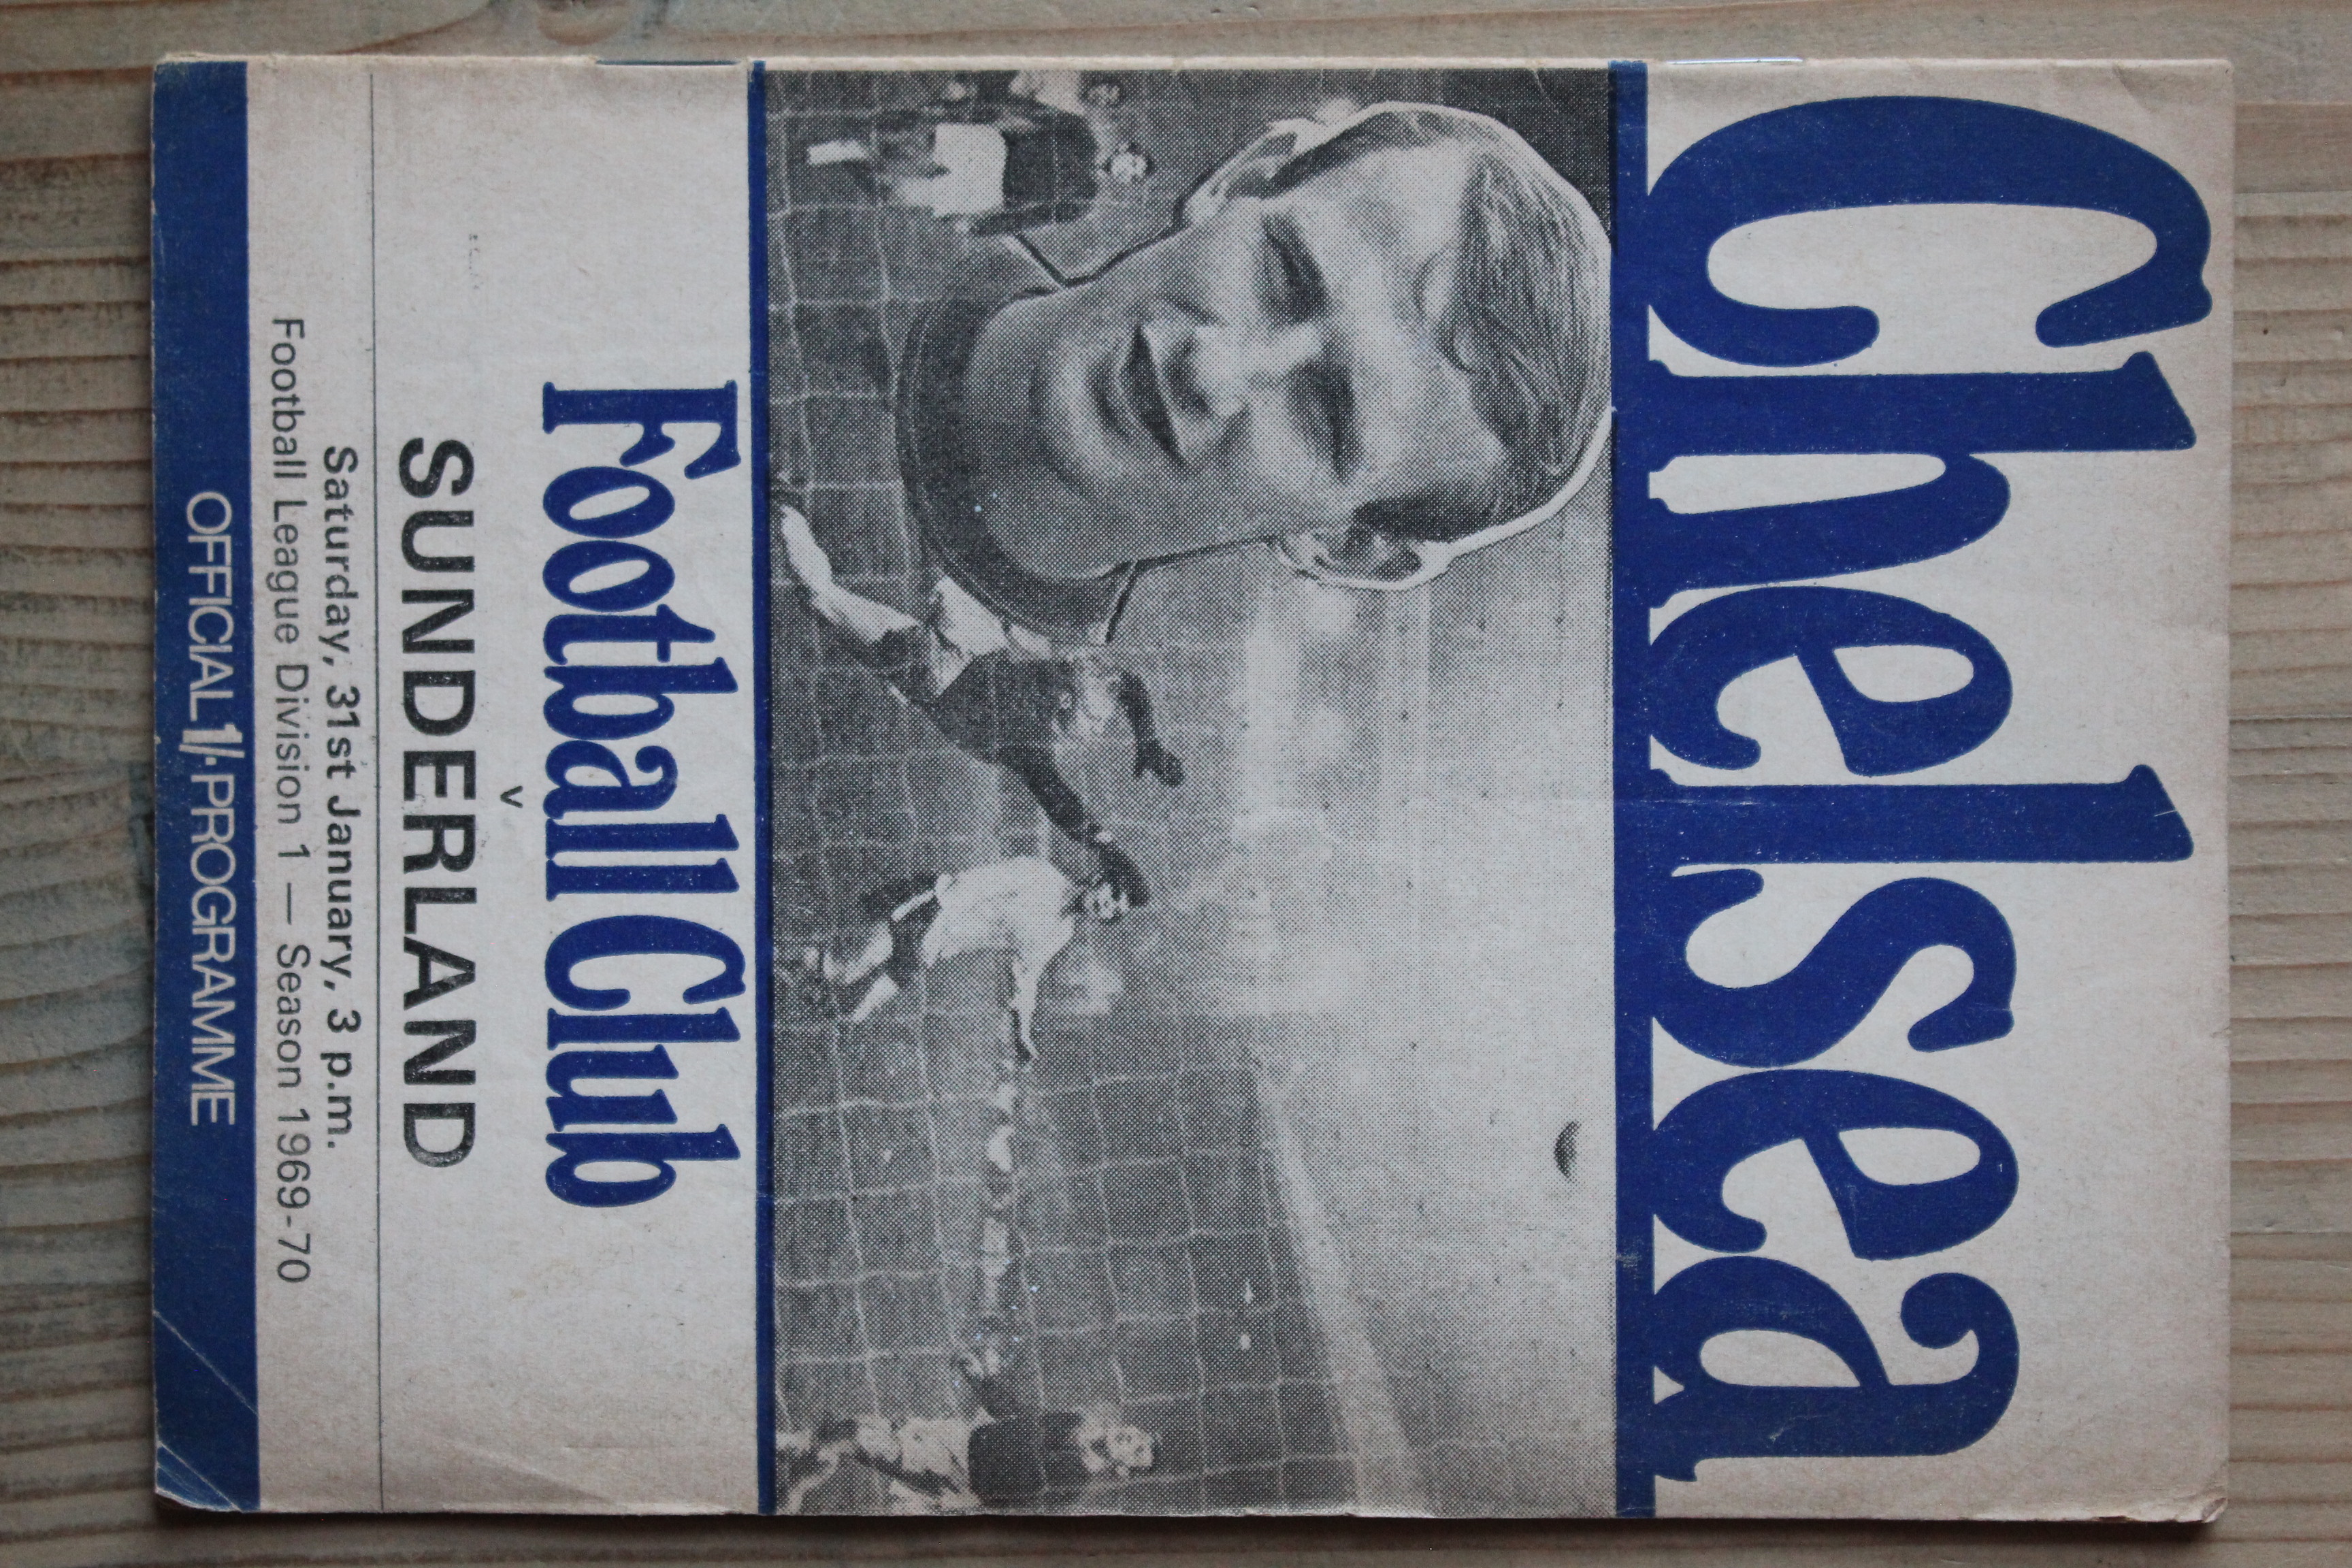 Chelsea
Football Club
v
SUNDERLAND
Saturday, 31st January, 3 p.m.
Football League Division 1 — Season 1969-70
OFFICIAL 1/- PROGRAMME